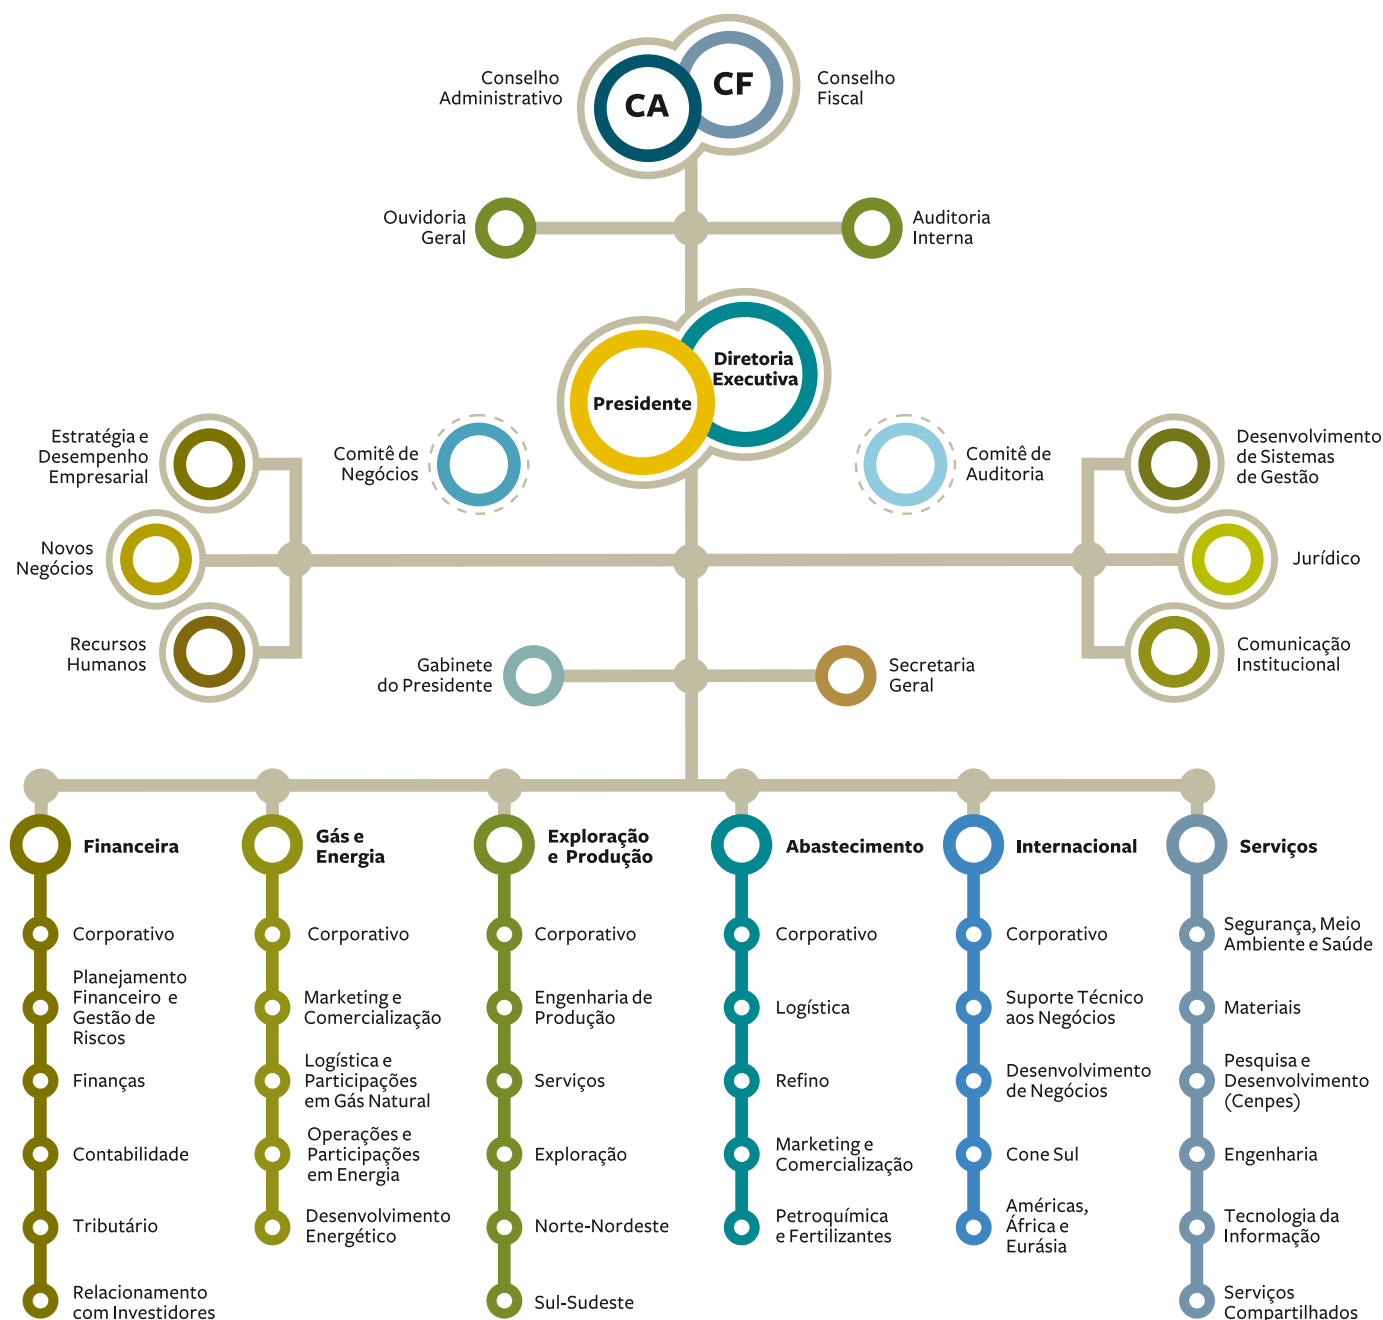 Conselho
Administrativo
CA
CF
Conselho
Fiscal
Ouvidoria
Geral
Auditoria
Interna
Presidente
Diretoria
Executiva
Estratégia e
Desempenho
Empresarial
Comitê de
Negócios
Comitê de
Auditoria
Desenvolvimento
de Sistemas
de Gestão
Novos
Negócios
Jurídico
Recursos
Humanos
Gabinete
do Presidente
Secretaria
Geral
Comunicação
Institucional
Financeira
Corporativo
Planejamento
Financeiro e
Gestão de
Riscos
Finanças
Contabilidade
Tributário
Relacionamento
com Investidores
Gás e
Energia
Corporativo
Marketing e
Comercialização
Logística e
Participações
em Gás Natural
Operações e
Participações
em Energia
Desenvolvimento
Energético
Exploração
e Produção
Corporativo
Engenharia de
Produção
Serviços
Exploração
Norte-Nordeste
Sul-Sudeste
Abastecimento
Corporativo
Logística
Refino
Marketing e
Comercialização
Petroquímica
e Fertilizantes
Internacional
Corporativo
Suporte Técnico
aos Negócios
Desenvolvimento
de Negócios
Cone Sul
Américas,
África e
Eurásia
Serviços
Segurança, Meio
Ambiente e Saúde
Materiais
Pesquisa e
Desenvolvimento
(Cenpes)
Engenharia
Tecnologia da
Informação
Serviços
Compartilhados